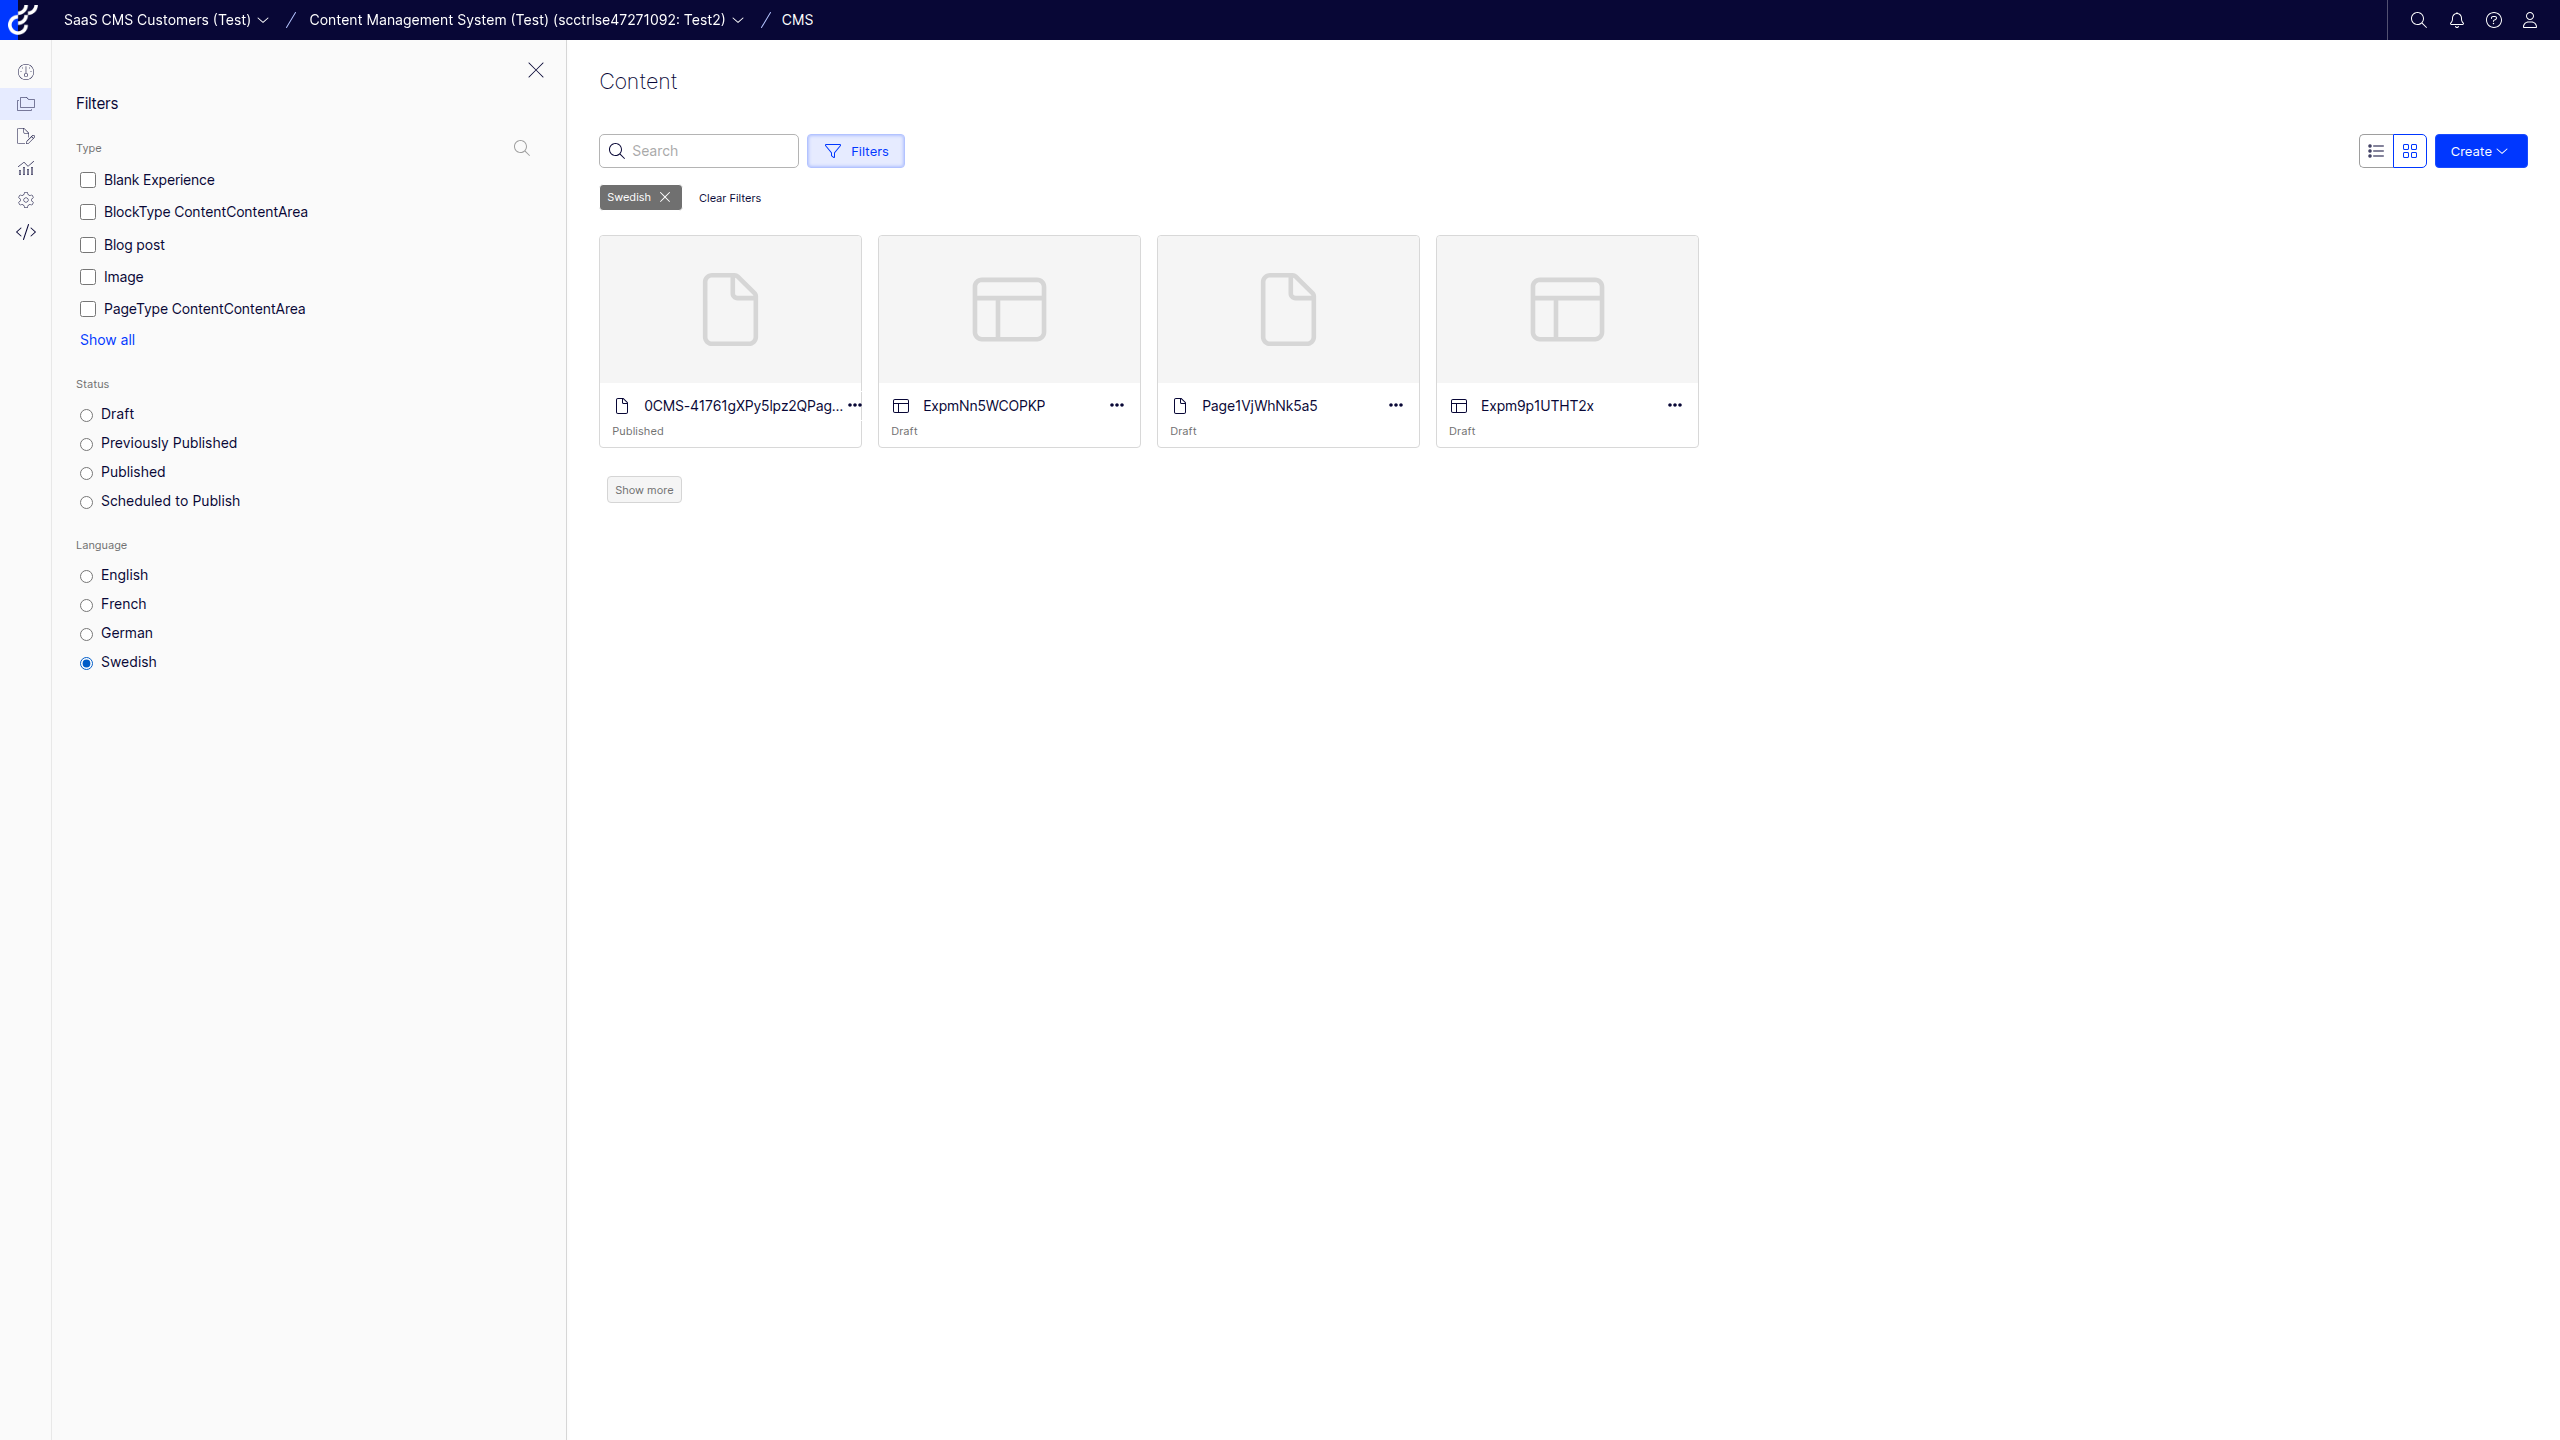 SaaS CMS Customers (Test) / Content Management System (Test) (scctrlse47271092: Test2) / CMS
Filters
Type
Blank Experience
BlockType ContentContentArea
Blog post
Image
PageType ContentContentArea
Show all
Status
Draft
Previously Published
Published
Scheduled to Publish
Language
English
French
German
Swedish
Content
Search
Filters
Create
Swedish
Clear Filters
0CMS-41761gXPy5lpz2QPag...
Published
ExpmNn5WCOPKP
Draft
Page1VjWhNk5a5
Draft
Expm9p1UTHT2x
Draft
Show more